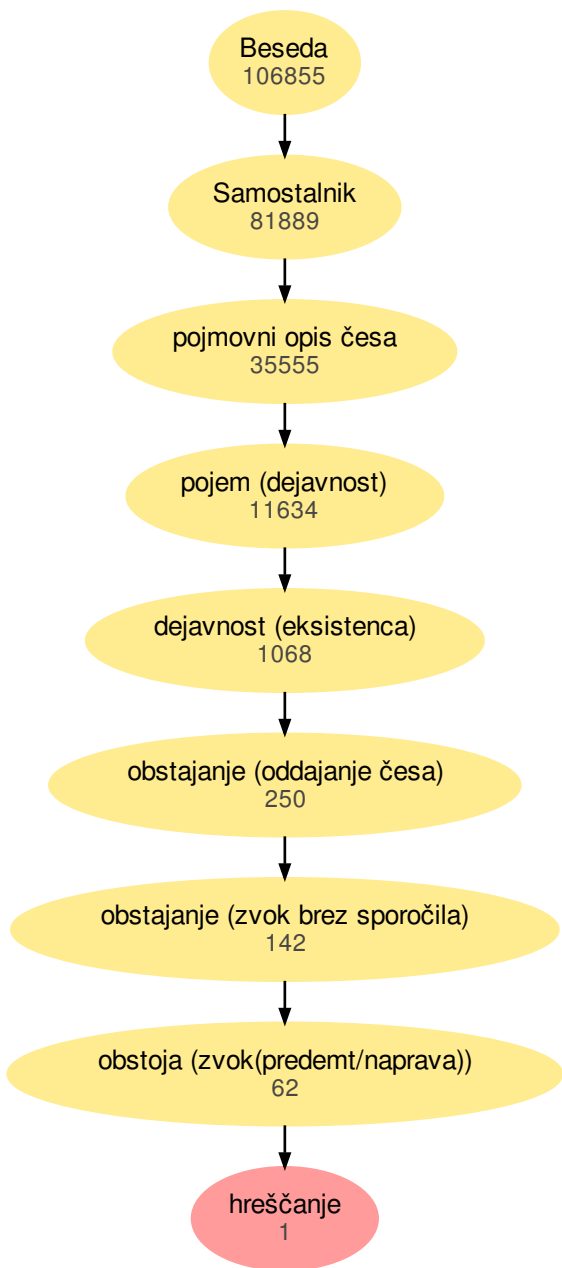 Beseda
106855
Samostalnik
81889
pojmovni opis česa
35555
pojem (dejavnost)
11634
dejavnost (eksistenca)
1068
obstajanje (oddajanje česa)
250
obstajanje (zvok brez sporočila)
142
obstoja (zvok(predemt/naprava))
62
hreščanje
1